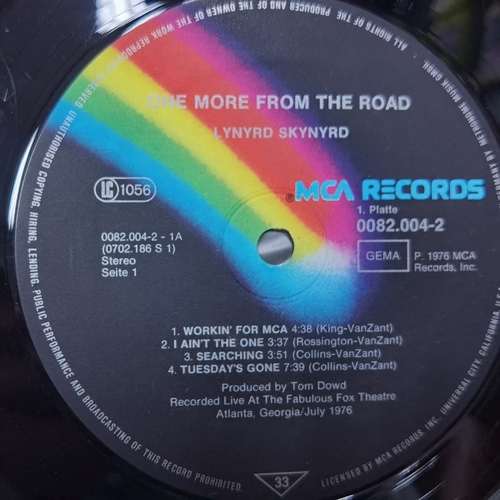 ONE MORE FROM THE ROAD
LYNYRD SKYNYRD
LC 1056
MCA RECORDS
1. Platte
0082.004-2
0082.004-2 - 1A
(0702.186 S 1)
Stereo
Seite 1
GEMA
P. 1976 MCA
Records, Inc.
1. WORKIN' FOR MCA 4:38 (King-VanZant)
2. I AIN'T THE ONE 3:37 (Rossington-VanZant)
3. SEARCHING 3:51 (Collins-VanZant)
4. TUESDAY'S GONE 7:39 (Collins-VanZant)
Produced by Tom Dowd
Recorded Live At The Fabulous Fox Theatre
Atlanta, Georgia/July 1976
33
ALL RIGHTS OF THE PRODUCER AND OF THE OWNER OF THE WORK REPRODUCED RESERVED UNAUTHORISED COPYING, HIRING, LENDING, PUBLIC PERFORMANCE AND BROADCASTING OF THIS RECORD PROHIBITED
GERMANY BY METRONOME MUSIK GMBH.
LICENSED BY MCA RECORDS, INC. CALIFORNIA, U.S.A.